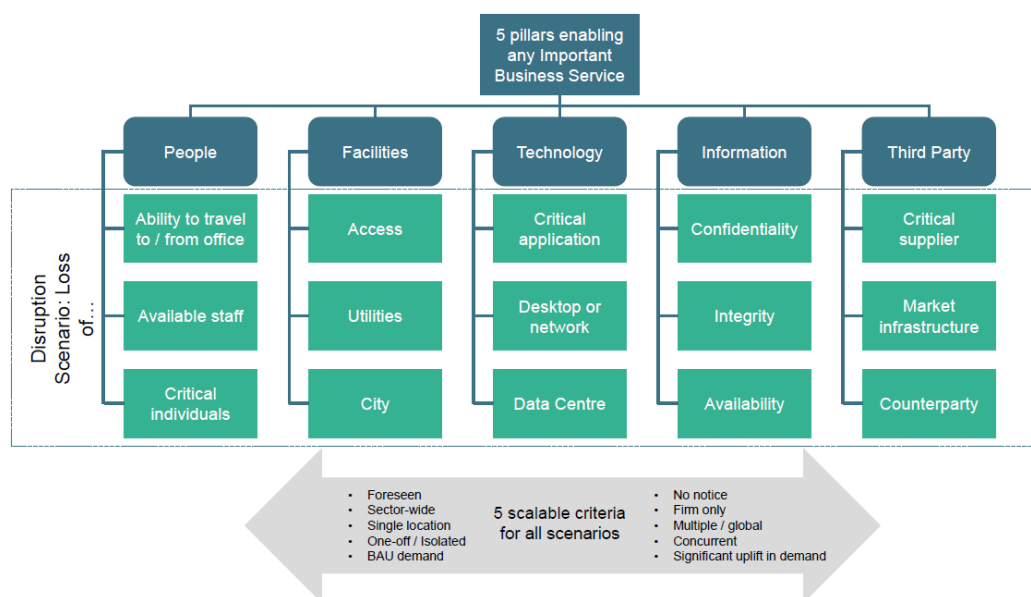 5 pillars enabling
any Important
Business Service
People
Facilities
Technology
Information
Third Party
Disruption
Scenario: Loss
of…
Ability to travel
to / from office
Access
Critical
application
Confidentiality
Critical
supplier
Available staff
Utilities
Desktop or
network
Integrity
Market
infrastructure
Critical
individuals
City
Data Centre
Availability
Counterparty
• Foreseen
• Sector-wide
• Single location
• One-off / Isolated
• BAU demand
5 scalable criteria
for all scenarios
• No notice
• Firm only
• Multiple / global
• Concurrent
• Significant uplift in demand